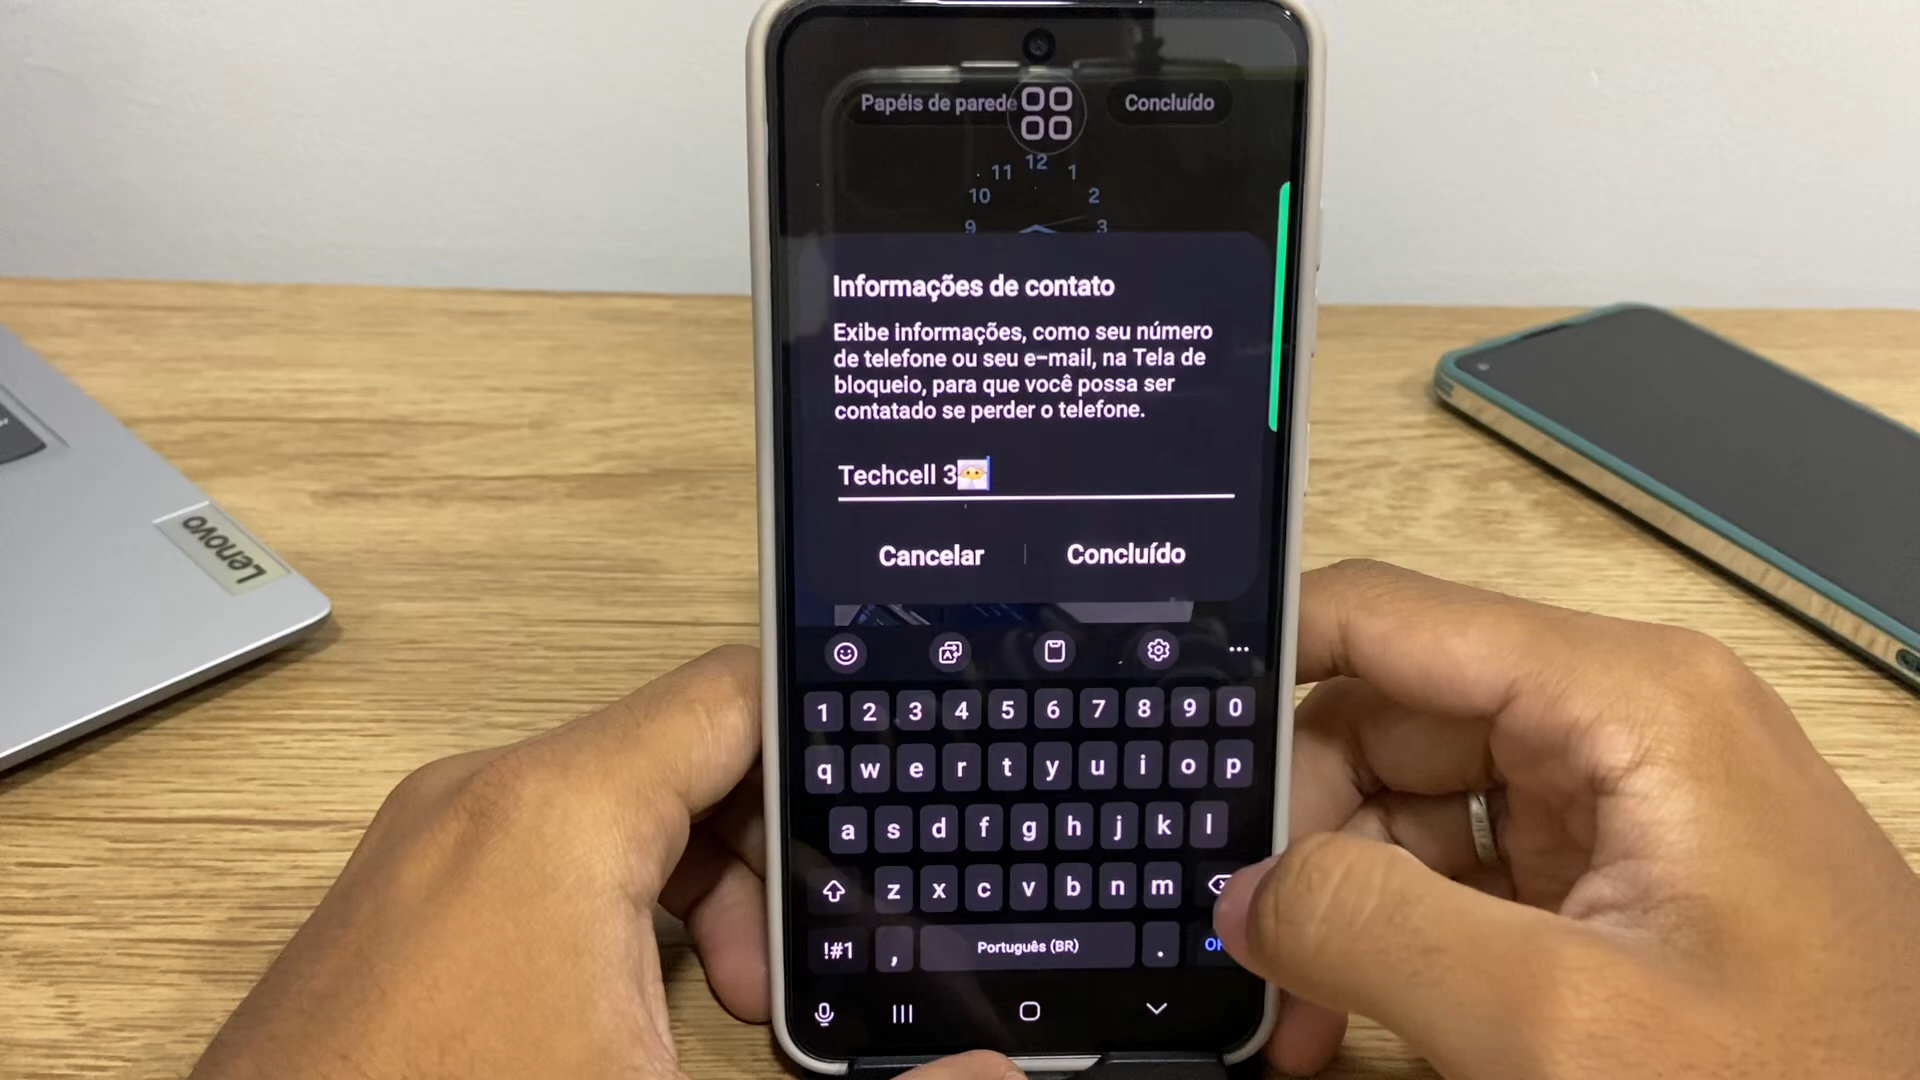 Papéis de parede
Concluído
12
11
1
10
2
9
3
Informações de contato
Exibe informações, como seu número
de telefone ou seu e-mail, na Tela de
bloqueio, para que você possa ser
contatado se perder o telefone.
Techcell 3
Cancelar
Concluído
Lenovo
1 2 3 4 5 6 7 8 9 0
q w e r t y u i o p
a s d f g h j k l
z x c v b n m
!#1 , Português (BR) .